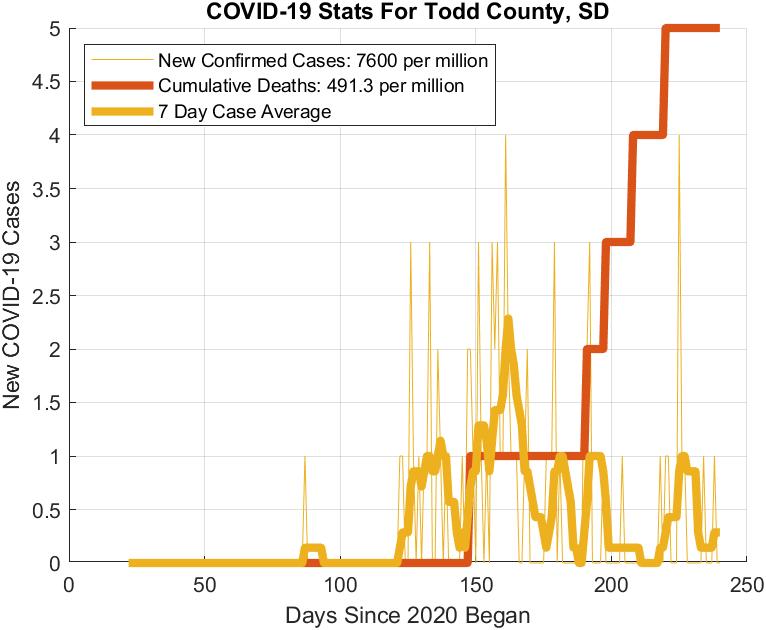 COVID-19 Stats For Todd County, SD
New Confirmed Cases: 7600 per million
Cumulative Deaths: 491.3 per million
7 Day Case Average
New COVID-19 Cases
5
4.5
4
3.5
3
2.5
2
1.5
1
0.5
0
0 50 100 150 200 250
Days Since 2020 Began